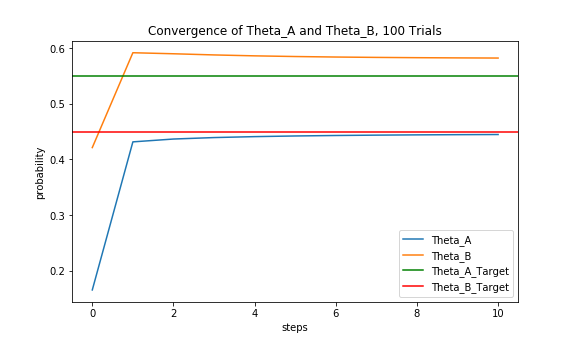 Convergence of Theta_A and Theta_B, 100 Trials
0.6
0.5
0.4
0.3
0.2
probability
0 2 4 6 8 10
steps
Theta_A
Theta_B
Theta_A_Target
Theta_B_Target